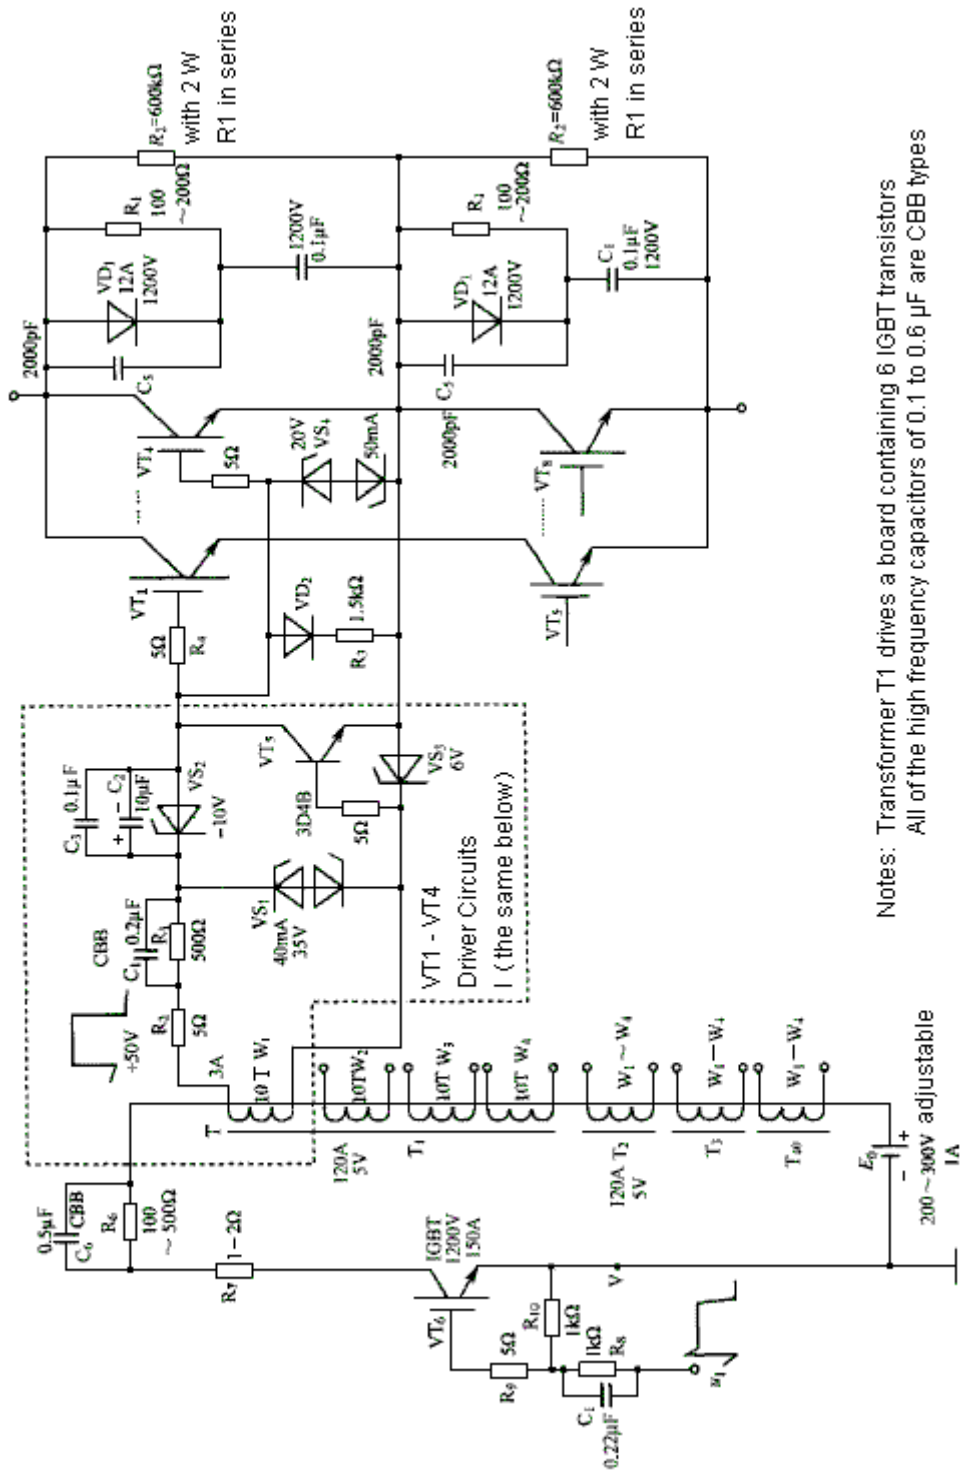 R₁=600kΩ
with 2 W
R1 in series
R₁
100
~200Ω
VD₁
12A
1200V
1200V
0.1μF
2000pF
C₅
R₂=600kΩ
with 2 W
R1 in series
R₁
100
~200Ω
VD₁
12A
1200V
C₁
0.1μF
1200V
2000pF
C₅
2000pF
VT₄
......
5Ω
20V
VS₄
50mA
VT₈
........
VT₁
5Ω
R₄
VD₂
1.5kΩ
R₃
VT₅
0.1μF
C₃
+ − C₂
10μF
VS₂
−10V
VT₅
3D4B
5Ω
VS₃
6V
CBB
0.2μF
C₁
R₁
500Ω
VS₁
40mA
35V
+50V
R₂
5Ω
VT1 - VT4
Driver Circuits
I (the same below)
3A
T
10 T W₁
10TW₂
10T W₃
10T W₄
120A
5V
T₁
W₁~W₄
120A T₂
5V
W₁−W₄
T₃
W₁−W₄
E₀
+
−
200~300V adjustable
1A
0.5μF
CBB
C₆
R₆
100
~500Ω
R₇
1−2Ω
IGBT
1200V
150A
VT₆
R₁₀
1kΩ
V
5Ω
R₉
1kΩ
R₈
C₁
0.22μF
u₁
Notes: Transformer T1 drives a board containing 6 IGBT transistors
All of the high frequency capacitors of 0.1 to 0.6 μF are CBB types